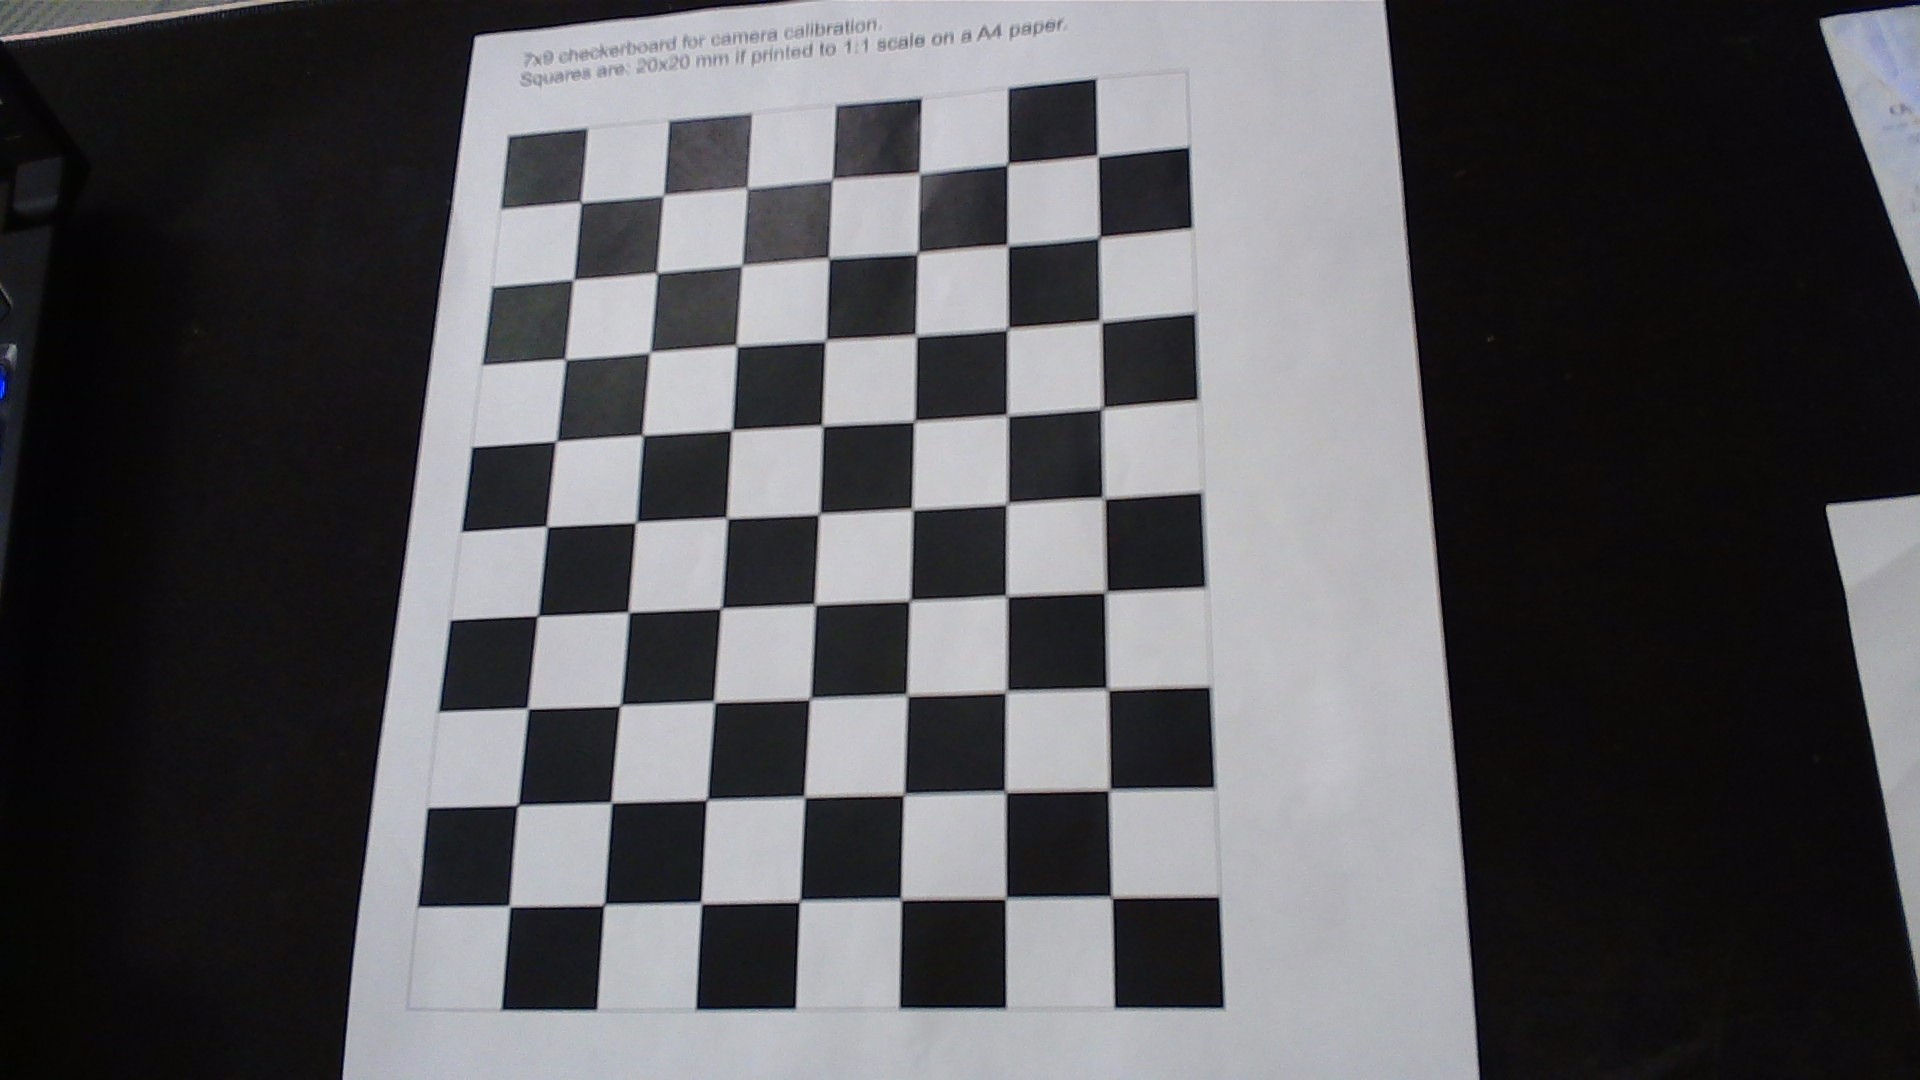 7x9 checkerboard for camera calibration.
Squares are: 20x20 mm if printed to 1:1 scale on a A4 paper.